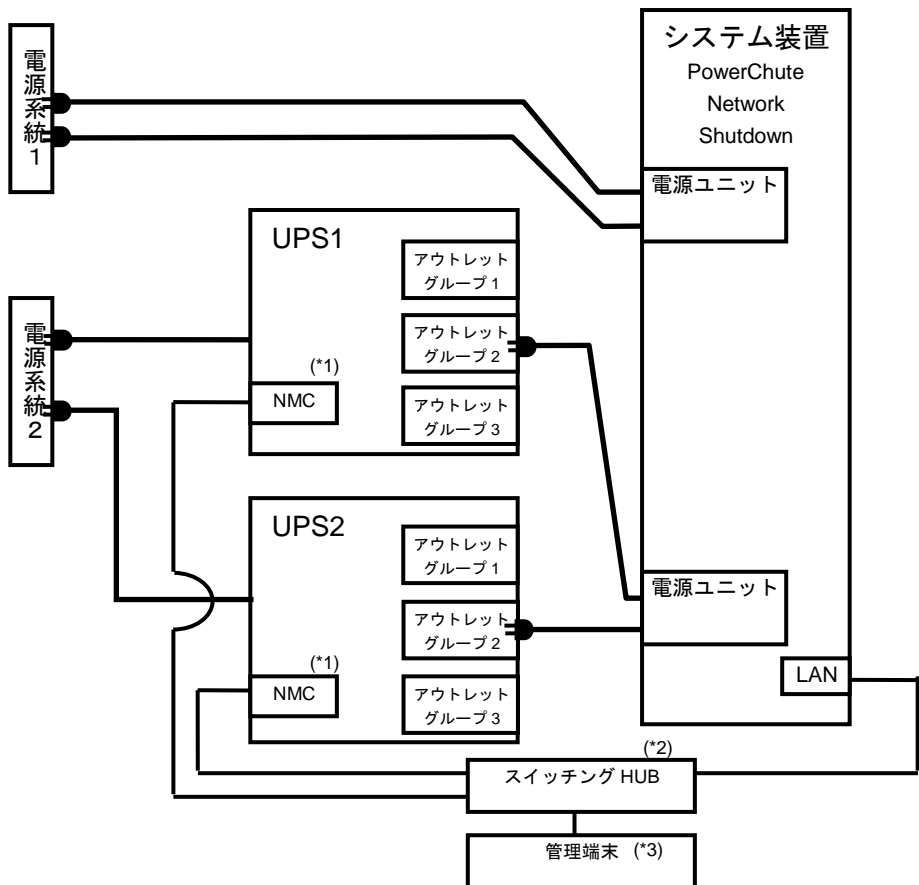 電源系統1
システム装置
PowerChute
Network
Shutdown
電源ユニット
UPS1
アウトレット
グループ1
アウトレット
グループ2
アウトレット
グループ3
(*1)
NMC
電源系統2
UPS2
アウトレット
グループ1
アウトレット
グループ2
アウトレット
グループ3
(*1)
NMC
電源ユニット
LAN
(*2)
スイッチング HUB
管理端末 (*3)